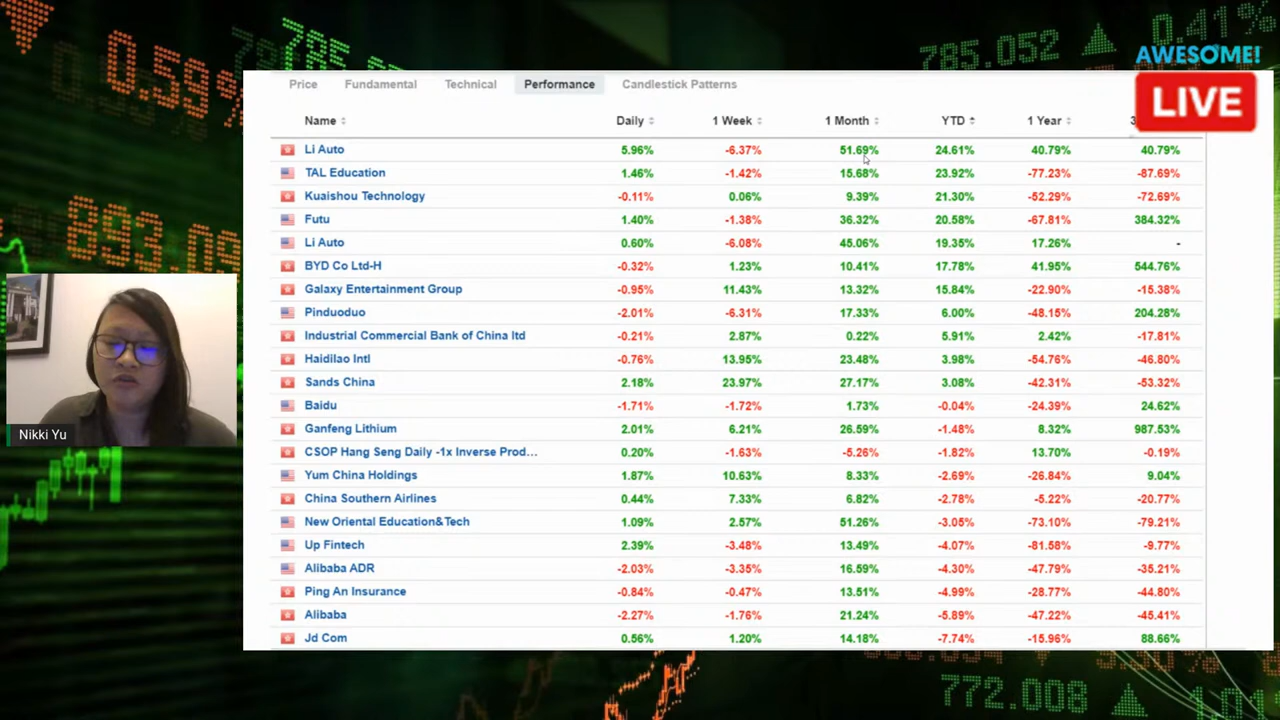 0.59%
785.
785.052
0.41%
AWESOME!
LIVE
Price Fundamental Technical Performance Candlestick Patterns
Name Daily 1 Week 1 Month YTD 1 Year
Li Auto 5.96% -6.37% 51.69% 24.61% 40.79% 40.79%
TAL Education 1.46% -1.42% 15.68% 23.92% -77.23% -87.69%
Kuaishou Technology -0.11% 0.06% 9.39% 21.30% -52.29% -72.69%
Futu 1.40% -1.38% 36.32% 20.58% -67.81% 384.32%
Li Auto 0.60% -6.08% 45.06% 19.35% 17.26% -
BYD Co Ltd-H -0.32% 1.23% 10.41% 17.78% 41.95% 544.76%
Galaxy Entertainment Group -0.95% 11.43% 13.32% 15.84% -22.90% -15.38%
Pinduoduo -2.01% -6.31% 17.33% 6.00% -48.15% 204.28%
Industrial Commercial Bank of China ltd -0.21% 2.87% 0.22% 5.91% 2.42% -17.81%
Haidilao Intl -0.76% 13.95% 23.48% 3.98% -54.76% -46.80%
Sands China 2.18% 23.97% 27.17% 3.08% -42.31% -53.32%
Baidu -1.71% -1.72% 1.73% -0.04% -24.39% 24.62%
Ganfeng Lithium 2.01% 6.21% 26.59% -1.48% 8.32% 987.53%
CSOP Hang Seng Daily -1x Inverse Prod... 0.20% -1.63% -5.26% -1.82% 13.70% -0.19%
Yum China Holdings 1.87% 10.63% 8.33% -2.69% -26.84% 9.04%
China Southern Airlines 0.44% 7.33% 6.82% -2.78% -5.22% -20.77%
New Oriental Education&Tech 1.09% 2.57% 51.26% -3.05% -73.10% -79.21%
Up Fintech 2.39% -3.48% 13.49% -4.07% -81.58% -9.77%
Alibaba ADR -2.03% -3.35% 16.59% -4.30% -47.79% -35.21%
Ping An Insurance -0.84% -0.47% 13.51% -4.99% -28.77% -44.80%
Alibaba -2.27% -1.76% 21.24% -5.89% -47.22% -45.41%
Jd Com 0.56% 1.20% 14.18% -7.74% -15.96% 88.66%
893.09
Nikki Yu
772.008